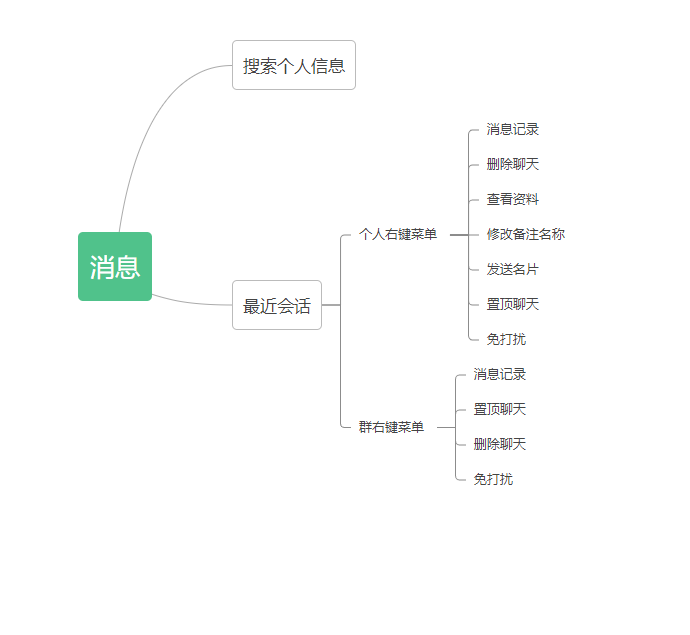 搜索个人信息
消息
最近会话
个人右键菜单
消息记录
删除聊天
查看资料
修改备注名称
发送名片
置顶聊天
免打扰
群右键菜单
消息记录
置顶聊天
删除聊天
免打扰